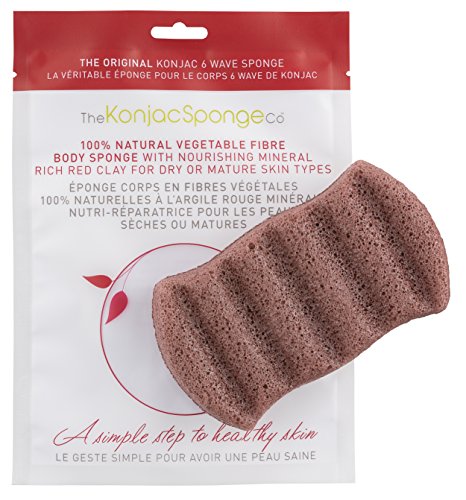 THE ORIGINAL KONJAC 6 WAVE SPONGE
LA VÉRITABLE ÉPONGE POUR LE CORPS 6 WAVE DE KONJAC
TheKonjacSpongeCo
100% NATURAL VEGETABLE FIBRE
BODY SPONGE WITH NOURISHING MINERAL
RICH RED CLAY FOR DRY OR MATURE SKIN TYPES
ÉPONGE CORPS EN FIBRES VÉGÉTALES
100% NATURELLES À L'ARGILE ROUGE MINÉR
NUTRI-RÉPARATRICE POUR LES PEA
SÈCHES OU MATURES
A simple step to healthy skin
LE GESTE SIMPLE POUR AVOIR UNE PEAU SAINE